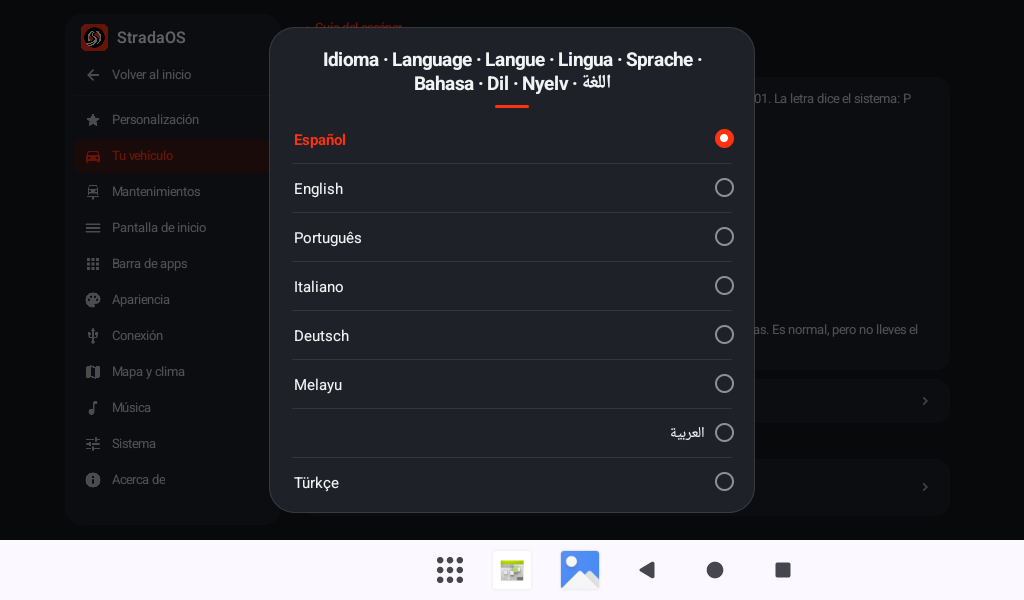 StradaOS
Volver al inicio
Personalización
Tu vehículo
Mantenimientos
Pantalla de inicio
Barra de apps
Apariencia
Conexión
Mapa y clima
Música
Sistema
Acerca de
Idioma · Language · Langue · Lingua · Sprache ·
Bahasa · Dil · Nyelv · اللغة
Español
English
Português
Italiano
Deutsch
Melayu
العربية
Türkçe
01. La letra dice el sistema: P
as. Es normal, pero no lleves el